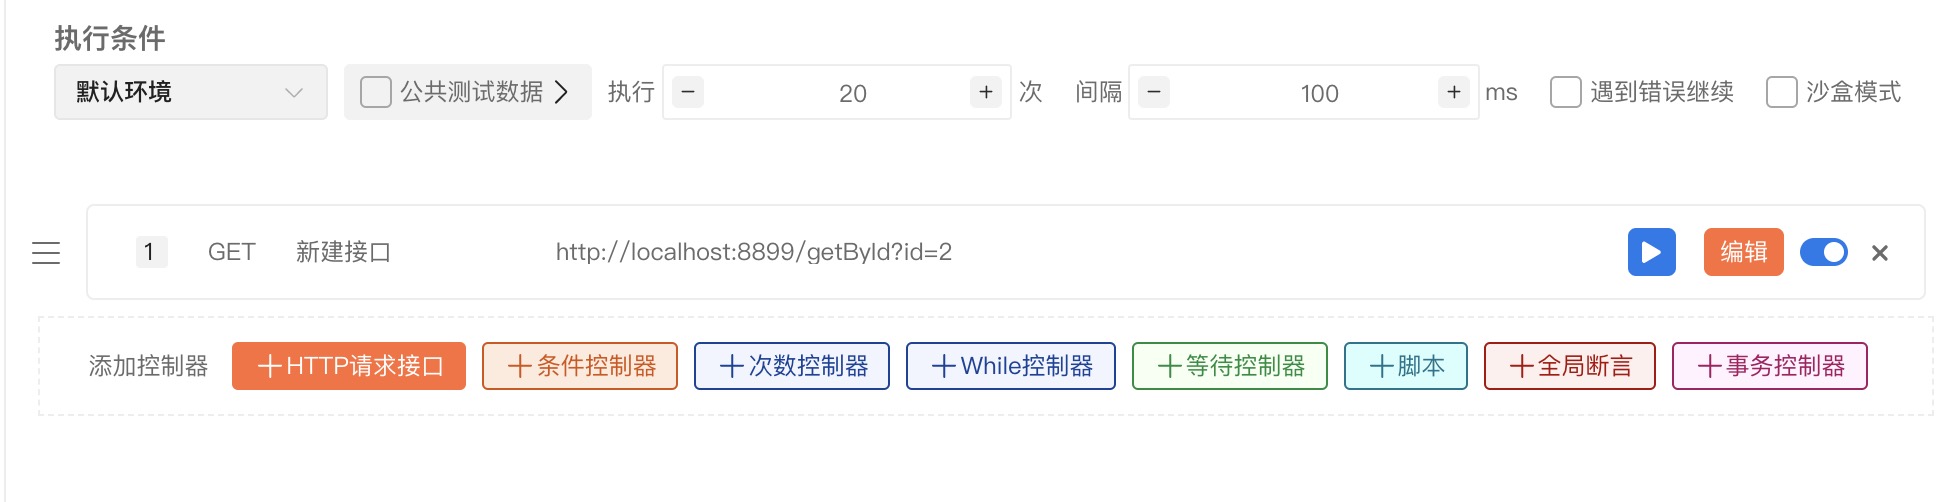 执行条件
默认环境 公共测试数据 执行 20 次 间隔 100 ms 遇到错误继续 沙盒模式
1 GET 新建接口 http://localhost:8899/getById?id=2 编辑
添加控制器 +HTTP请求接口 +条件控制器 +次数控制器 +While控制器 +等待控制器 +脚本 +全局断言 +事务控制器